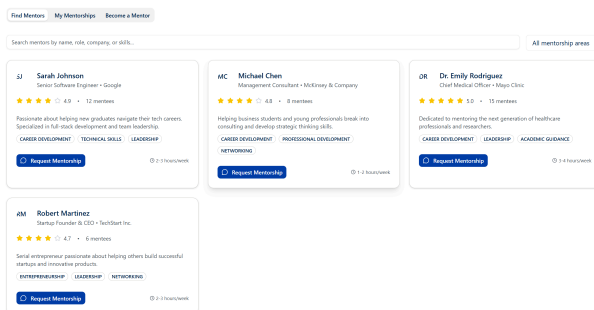 Find Mentors My Mentorships Become a Mentor
Search mentors by name, role, company, or skills...
All mentorship areas
SJ
Sarah Johnson
Senior Software Engineer • Google
4.9 • 12 mentees
Passionate about helping new graduates navigate their tech careers.
Specialized in full-stack development and team leadership.
CAREER DEVELOPMENT TECHNICAL SKILLS LEADERSHIP
Request Mentorship
2-3 hours/week
MC
Michael Chen
Management Consultant • McKinsey & Company
4.8 • 8 mentees
Helping business students and young professionals break into
consulting and develop strategic thinking skills.
CAREER DEVELOPMENT PROFESSIONAL DEVELOPMENT
NETWORKING
Request Mentorship
1-2 hours/week
DR
Dr. Emily Rodriguez
Chief Medical Officer • Mayo Clinic
5.0 • 15 mentees
Dedicated to mentoring the next generation of healthcare
professionals and researchers.
CAREER DEVELOPMENT LEADERSHIP ACADEMIC GUIDANCE
Request Mentorship
3-4 hours/week
RM
Robert Martinez
Startup Founder & CEO • TechStart Inc.
4.7 • 6 mentees
Serial entrepreneur passionate about helping others build successful
startups and innovative products.
ENTREPRENEURSHIP LEADERSHIP NETWORKING
Request Mentorship
2-3 hours/week